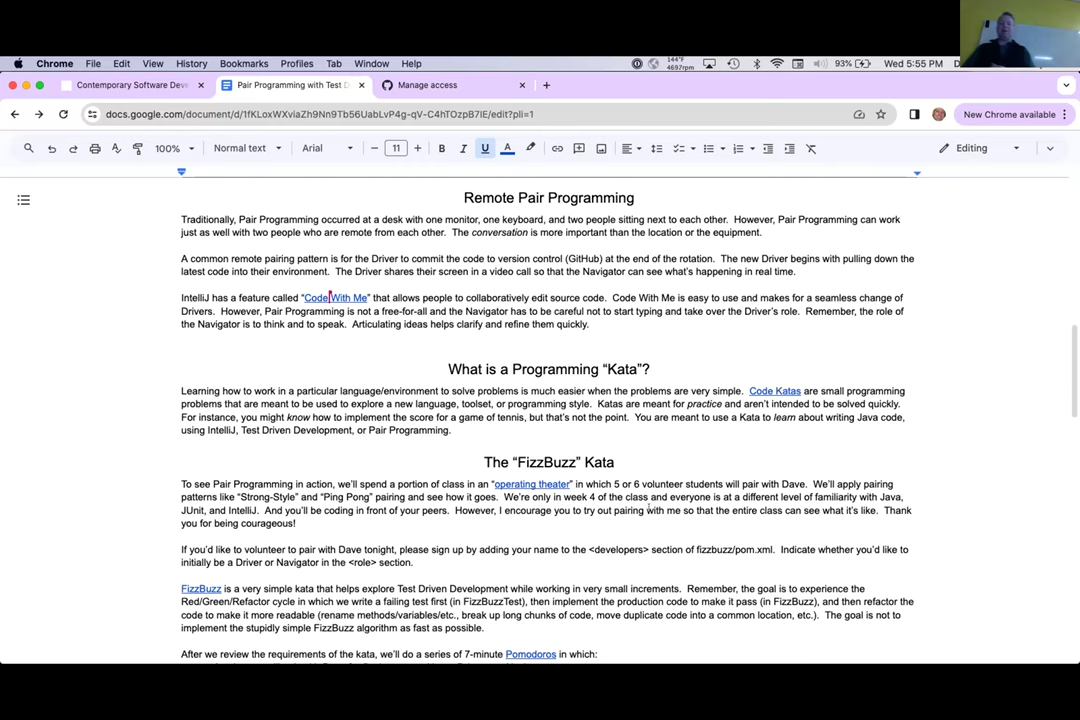 Chrome File Edit View History Bookmarks Profiles Tab Window Help 144°F 4697rpm 93% Wed 5:55 PM
Contemporary Software Deve Pair Programming with Test D Manage access
docs.google.com/document/d/1fKLoxWXviaZh9Nn9Tb56UabLvP4g-qV-C4hTOzpB7IE/edit?pli=1 New Chrome available
100% Normal text Arial 11 B I U A Editing
Remote Pair Programming
Traditionally, Pair Programming occurred at a desk with one monitor, one keyboard, and two people sitting next to each other. However, Pair Programming can work
just as well with two people who are remote from each other. The conversation is more important than the location or the equipment.
A common remote pairing pattern is for the Driver to commit the code to version control (GitHub) at the end of the rotation. The new Driver begins with pulling down the
latest code into their environment. The Driver shares their screen in a video call so that the Navigator can see what's happening in real time.
IntelliJ has a feature called “Code With Me” that allows people to collaboratively edit source code. Code With Me is easy to use and makes for a seamless change of
Drivers. However, Pair Programming is not a free-for-all and the Navigator has to be careful not to start typing and take over the Driver's role. Remember, the role of
the Navigator is to think and to speak. Articulating ideas helps clarify and refine them quickly.
What is a Programming “Kata”?
Learning how to work in a particular language/environment to solve problems is much easier when the problems are very simple. Code Katas are small programming
problems that are meant to be used to explore a new language, toolset, or programming style. Katas are meant for practice and aren't intended to be solved quickly.
For instance, you might know how to implement the score for a game of tennis, but that's not the point. You are meant to use a Kata to learn about writing Java code,
using IntelliJ, Test Driven Development, or Pair Programming.
The “FizzBuzz” Kata
To see Pair Programming in action, we'll spend a portion of class in an “operating theater” in which 5 or 6 volunteer students will pair with Dave. We'll apply pairing
patterns like “Strong-Style” and “Ping Pong” pairing and see how it goes. We're only in week 4 of the class and everyone is at a different level of familiarity with Java,
JUnit, and IntelliJ. And you'll be coding in front of your peers. However, I encourage you to try out pairing with me so that the entire class can see what it's like. Thank
you for being courageous!
If you'd like to volunteer to pair with Dave tonight, please sign up by adding your name to the <developers> section of fizzbuzz/pom.xml. Indicate whether you'd like to
initially be a Driver or Navigator in the <role> section.
FizzBuzz is a very simple kata that helps explore Test Driven Development while working in very small increments. Remember, the goal is to experience the
Red/Green/Refactor cycle in which we write a failing test first (in FizzBuzzTest), then implement the production code to make it pass (in FizzBuzz), and then refactor the
code to make it more readable (rename methods/variables/etc., break up long chunks of code, move duplicate code into a common location, etc.). The goal is not to
implement the stupidly simple FizzBuzz algorithm as fast as possible.
After we review the requirements of the kata, we'll do a series of 7-minute Pomodoros in which: